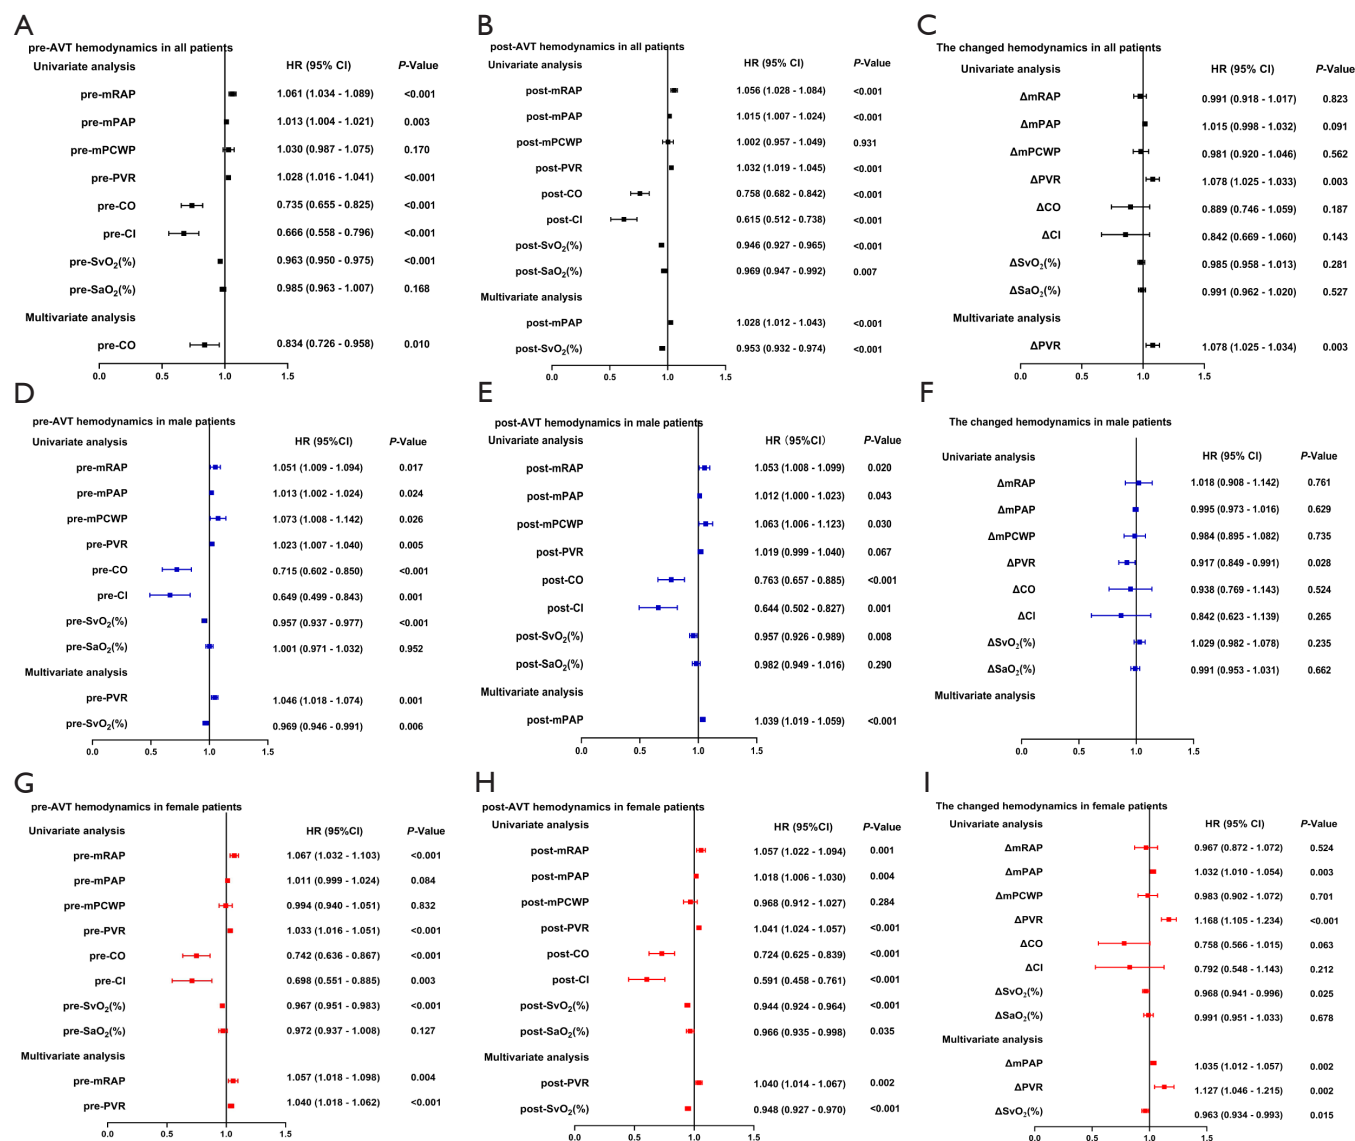 A
pre-AVT hemodynamics in all patients
Univariate analysis HR (95% CI) P-Value
pre-mRAP 1.061 (1.034 - 1.089) <0.001
pre-mPAP 1.013 (1.004 - 1.021) 0.003
pre-mPCWP 1.030 (0.987 - 1.075) 0.170
pre-PVR 1.028 (1.016 - 1.041) <0.001
pre-CO 0.735 (0.655 - 0.825) <0.001
pre-CI 0.666 (0.558 - 0.796) <0.001
pre-SvO2(%) 0.963 (0.950 - 0.975) <0.001
pre-SaO2(%) 0.985 (0.963 - 1.007) 0.168
Multivariate analysis
pre-CO 0.834 (0.726 - 0.958) 0.010
0.0 0.5 1.0 1.5
B
post-AVT hemodynamics in all patients
Univariate analysis HR (95% CI) P-Value
post-mRAP 1.056 (1.028 - 1.084) <0.001
post-mPAP 1.015 (1.007 - 1.024) <0.001
post-mPCWP 1.002 (0.957 - 1.049) 0.931
post-PVR 1.032 (1.019 - 1.045) <0.001
post-CO 0.758 (0.682 - 0.842) <0.001
post-CI 0.615 (0.512 - 0.738) <0.001
post-SvO2(%) 0.946 (0.927 - 0.965) <0.001
post-SaO2(%) 0.969 (0.947 - 0.992) 0.007
Multivariate analysis
post-mPAP 1.028 (1.012 - 1.043) <0.001
post-SvO2(%) 0.953 (0.932 - 0.974) <0.001
0.0 0.5 1.0 1.5
C
The changed hemodynamics in all patients
Univariate analysis HR (95% CI) P-Value
ΔmRAP 0.991 (0.918 - 1.017) 0.823
ΔmPAP 1.015 (0.998 - 1.032) 0.091
ΔmPCWP 0.981 (0.920 - 1.046) 0.562
ΔPVR 1.078 (1.025 - 1.033) 0.003
ΔCO 0.889 (0.746 - 1.059) 0.187
ΔCI 0.842 (0.669 - 1.060) 0.143
ΔSvO2(%) 0.985 (0.958 - 1.013) 0.281
ΔSaO2(%) 0.991 (0.962 - 1.020) 0.527
Multivariate analysis
ΔPVR 1.078 (1.025 - 1.034) 0.003
0.0 0.5 1.0 1.5
D
pre-AVT hemodynamics in male patients
Univariate analysis HR (95%CI) P-Value
pre-mRAP 1.051 (1.009 - 1.094) 0.017
pre-mPAP 1.013 (1.002 - 1.024) 0.024
pre-mPCWP 1.073 (1.008 - 1.142) 0.026
pre-PVR 1.023 (1.007 - 1.040) 0.005
pre-CO 0.715 (0.602 - 0.850) <0.001
pre-CI 0.649 (0.499 - 0.843) 0.001
pre-SvO2(%) 0.957 (0.937 - 0.977) <0.001
pre-SaO2(%) 1.001 (0.971 - 1.032) 0.952
Multivariate analysis
pre-PVR 1.046 (1.018 - 1.074) 0.001
pre-SvO2(%) 0.969 (0.946 - 0.991) 0.006
0.0 0.5 1.0 1.5
E
post-AVT hemodynamics in male patients
Univariate analysis HR (95%CI) P-Value
post-mRAP 1.053 (1.008 - 1.099) 0.020
post-mPAP 1.012 (1.000 - 1.023) 0.043
post-mPCWP 1.063 (1.006 - 1.123) 0.030
post-PVR 1.019 (0.999 - 1.040) 0.067
post-CO 0.763 (0.657 - 0.885) <0.001
post-CI 0.644 (0.502 - 0.827) 0.001
post-SvO2(%) 0.957 (0.926 - 0.989) 0.008
post-SaO2(%) 0.982 (0.949 - 1.016) 0.290
Multivariate analysis
post-mPAP 1.039 (1.019 - 1.059) <0.001
0.0 0.5 1.0 1.5
F
The changed hemodynamics in male patients
Univariate analysis HR (95% CI) P-Value
ΔmRAP 1.018 (0.908 - 1.142) 0.761
ΔmPAP 0.995 (0.973 - 1.016) 0.629
ΔmPCWP 0.984 (0.895 - 1.082) 0.735
ΔPVR 0.917 (0.849 - 0.991) 0.028
ΔCO 0.938 (0.769 - 1.143) 0.524
ΔCI 0.842 (0.623 - 1.139) 0.265
ΔSvO2(%) 1.029 (0.982 - 1.078) 0.235
ΔSaO2(%) 0.991 (0.953 - 1.031) 0.662
Multivariate analysis
0.0 0.5 1.0 1.5
G
pre-AVT hemodynamics in female patients
Univariate analysis HR (95%CI) P-Value
pre-mRAP 1.067 (1.032 - 1.103) <0.001
pre-mPAP 1.011 (0.999 - 1.024) 0.084
pre-mPCWP 0.994 (0.940 - 1.051) 0.832
pre-PVR 1.033 (1.016 - 1.051) <0.001
pre-CO 0.742 (0.636 - 0.867) <0.001
pre-CI 0.698 (0.551 - 0.885) 0.003
pre-SvO2(%) 0.967 (0.951 - 0.983) <0.001
pre-SaO2(%) 0.972 (0.937 - 1.008) 0.127
Multivariate analysis
pre-mRAP 1.057 (1.018 - 1.098) 0.004
pre-PVR 1.040 (1.018 - 1.062) <0.001
0.0 0.5 1.0 1.5
H
post-AVT hemodynamics in female patients
Univariate analysis HR (95%CI) P-Value
post-mRAP 1.057 (1.022 - 1.094) 0.001
post-mPAP 1.018 (1.006 - 1.030) 0.004
post-mPCWP 0.968 (0.912 - 1.027) 0.284
post-PVR 1.041 (1.024 - 1.057) <0.001
post-CO 0.724 (0.625 - 0.839) <0.001
post-CI 0.591 (0.458 - 0.761) <0.001
post-SvO2(%) 0.944 (0.924 - 0.964) <0.001
post-SaO2(%) 0.966 (0.935 - 0.998) 0.035
Multivariate analysis
post-PVR 1.040 (1.014 - 1.067) 0.002
post-SvO2(%) 0.948 (0.927 - 0.970) <0.001
0.0 0.5 1.0 1.5
I
The changed hemodynamics in female patients
Univariate analysis HR (95% CI) P-Value
ΔmRAP 0.967 (0.872 - 1.072) 0.524
ΔmPAP 1.032 (1.010 - 1.054) 0.003
ΔmPCWP 0.983 (0.902 - 1.072) 0.701
ΔPVR 1.168 (1.105 - 1.234) <0.001
ΔCO 0.758 (0.566 - 1.015) 0.063
ΔCI 0.792 (0.548 - 1.143) 0.212
ΔSvO2(%) 0.968 (0.941 - 0.996) 0.025
ΔSaO2(%) 0.991 (0.951 - 1.033) 0.678
Multivariate analysis
ΔmPAP 1.035 (1.012 - 1.057) 0.002
ΔPVR 1.127 (1.046 - 1.215) 0.002
ΔSvO2(%) 0.963 (0.934 - 0.993) 0.015
0.0 0.5 1.0 1.5